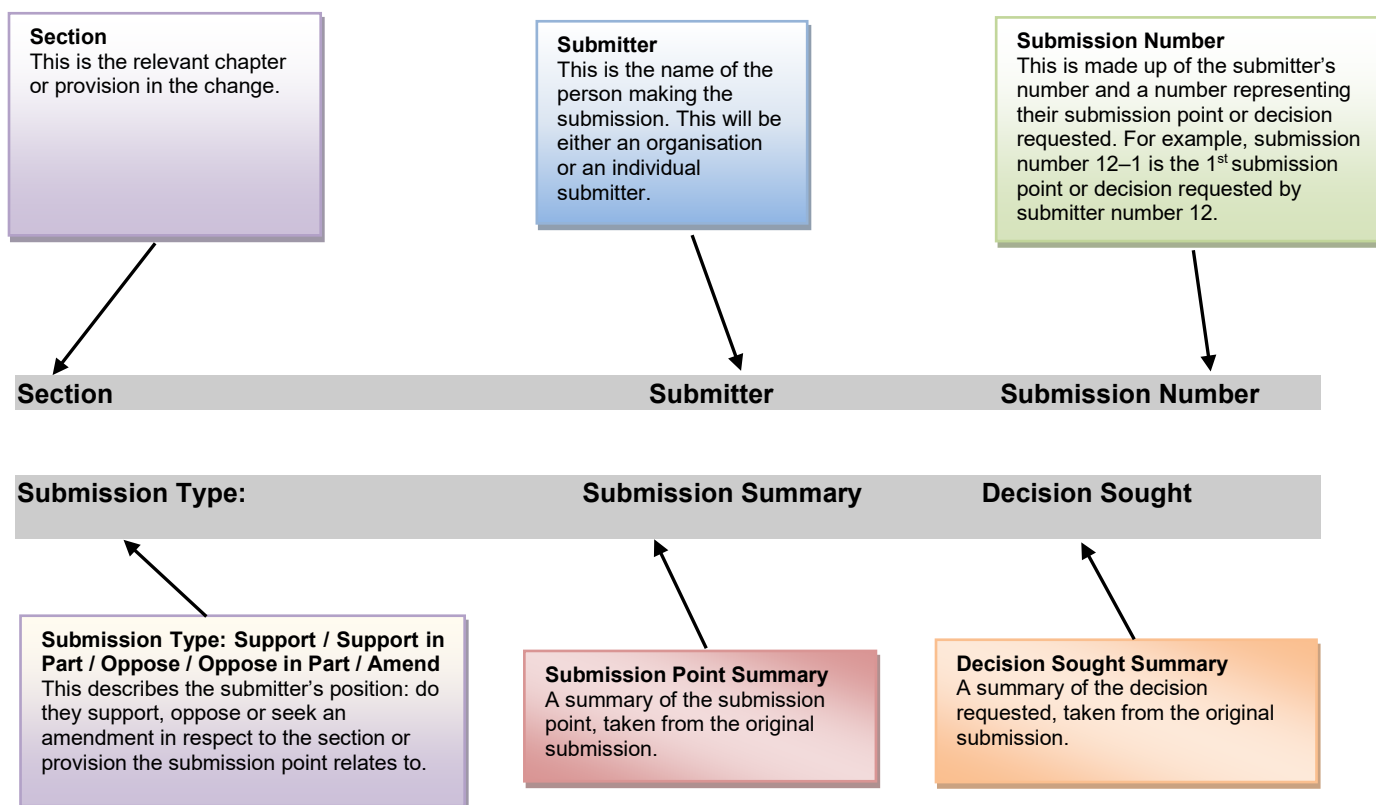 Section
This is the relevant chapter
or provision in the change.
Submitter
This is the name of the
person making the
submission. This will be
either an organisation
or an individual
submitter.
Submission Number
This is made up of the submitter’s
number and a number representing
their submission point or decision
requested. For example, submission
number 12–1 is the 1st submission
point or decision requested by
submitter number 12.
Section Submitter Submission Number
Submission Type: Submission Summary Decision Sought
Submission Type: Support / Support in
Part / Oppose / Oppose in Part / Amend
This describes the submitter’s position: do
they support, oppose or seek an
amendment in respect to the section or
provision the submission point relates to.
Submission Point Summary
A summary of the submission
point, taken from the original
submission.
Decision Sought Summary
A summary of the decision
requested, taken from the original
submission.